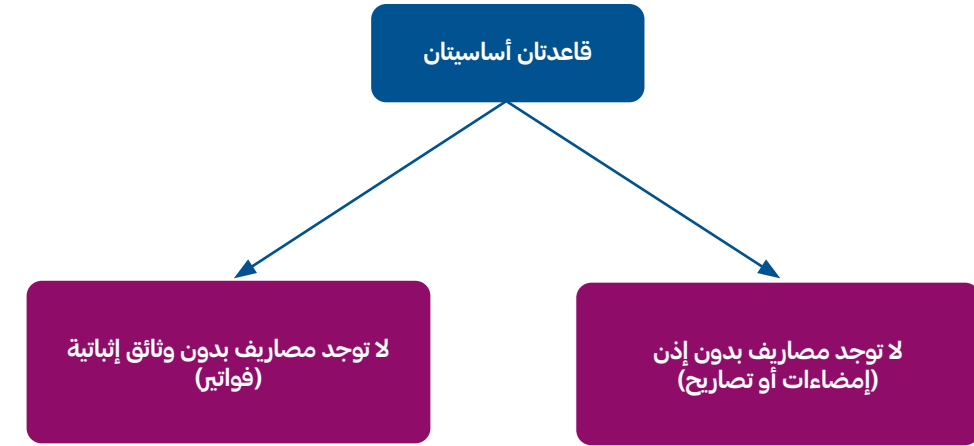 قاعدتان أساسيتان
لا توجد مصاريف بدون إذن
(إمضاءات أو تصاريح)
لا توجد مصاريف بدون وثائق إثباتية
(فواتير)